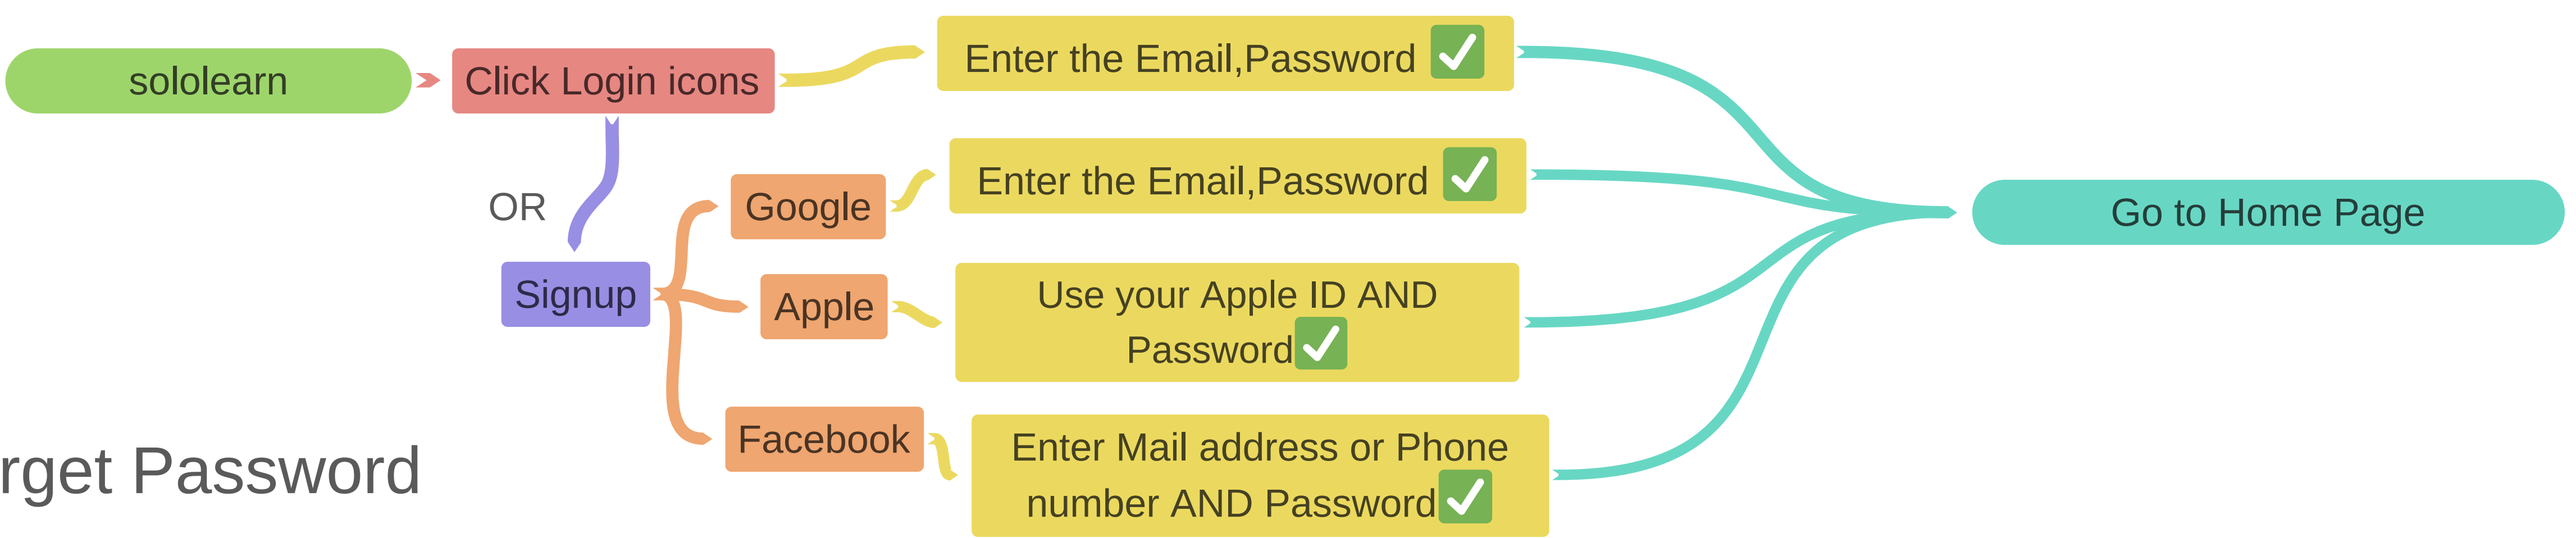 sololearn
Click Login icons
Enter the Email,Password ✅
OR
Signup
Google
Enter the Email,Password ✅
Apple
Use your Apple ID AND
Password✅
Facebook
Enter Mail address or Phone
number AND Password✅
Go to Home Page
rget Password